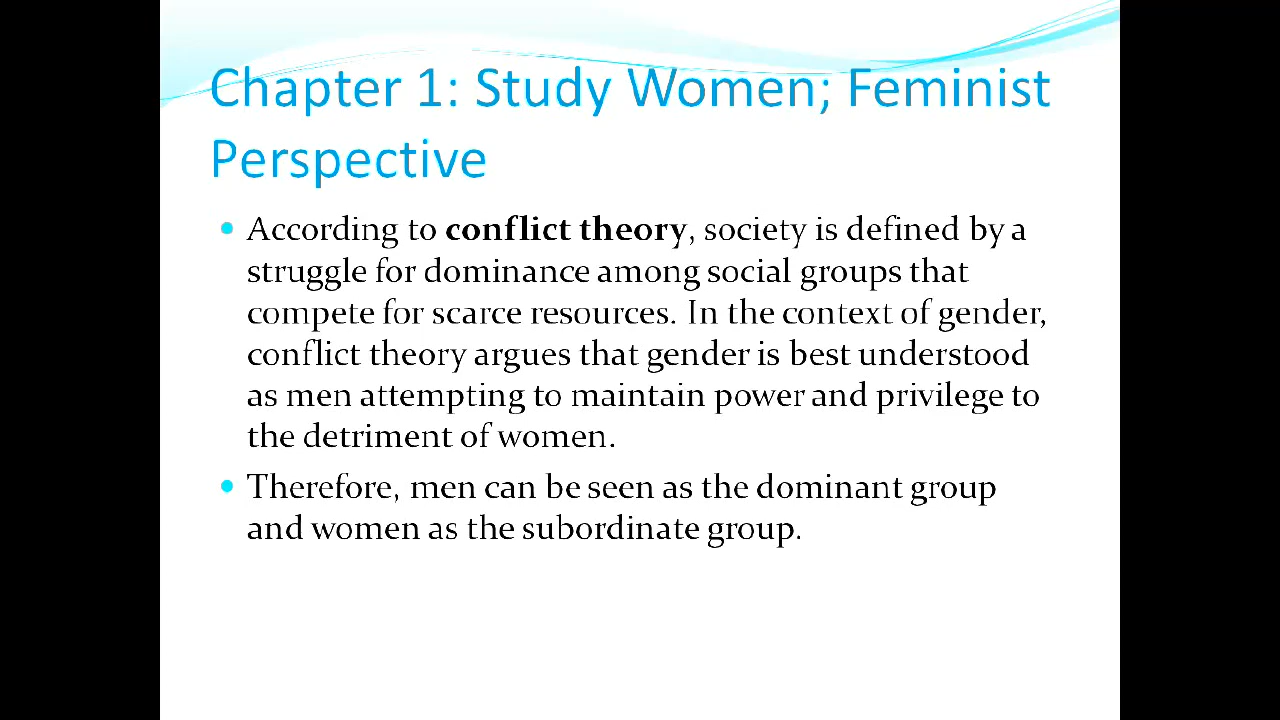 Chapter 1: Study Women; Feminist
Perspective
• According to conflict theory, society is defined by a
struggle for dominance among social groups that
compete for scarce resources. In the context of gender,
conflict theory argues that gender is best understood
as men attempting to maintain power and privilege to
the detriment of women.
• Therefore, men can be seen as the dominant group
and women as the subordinate group.